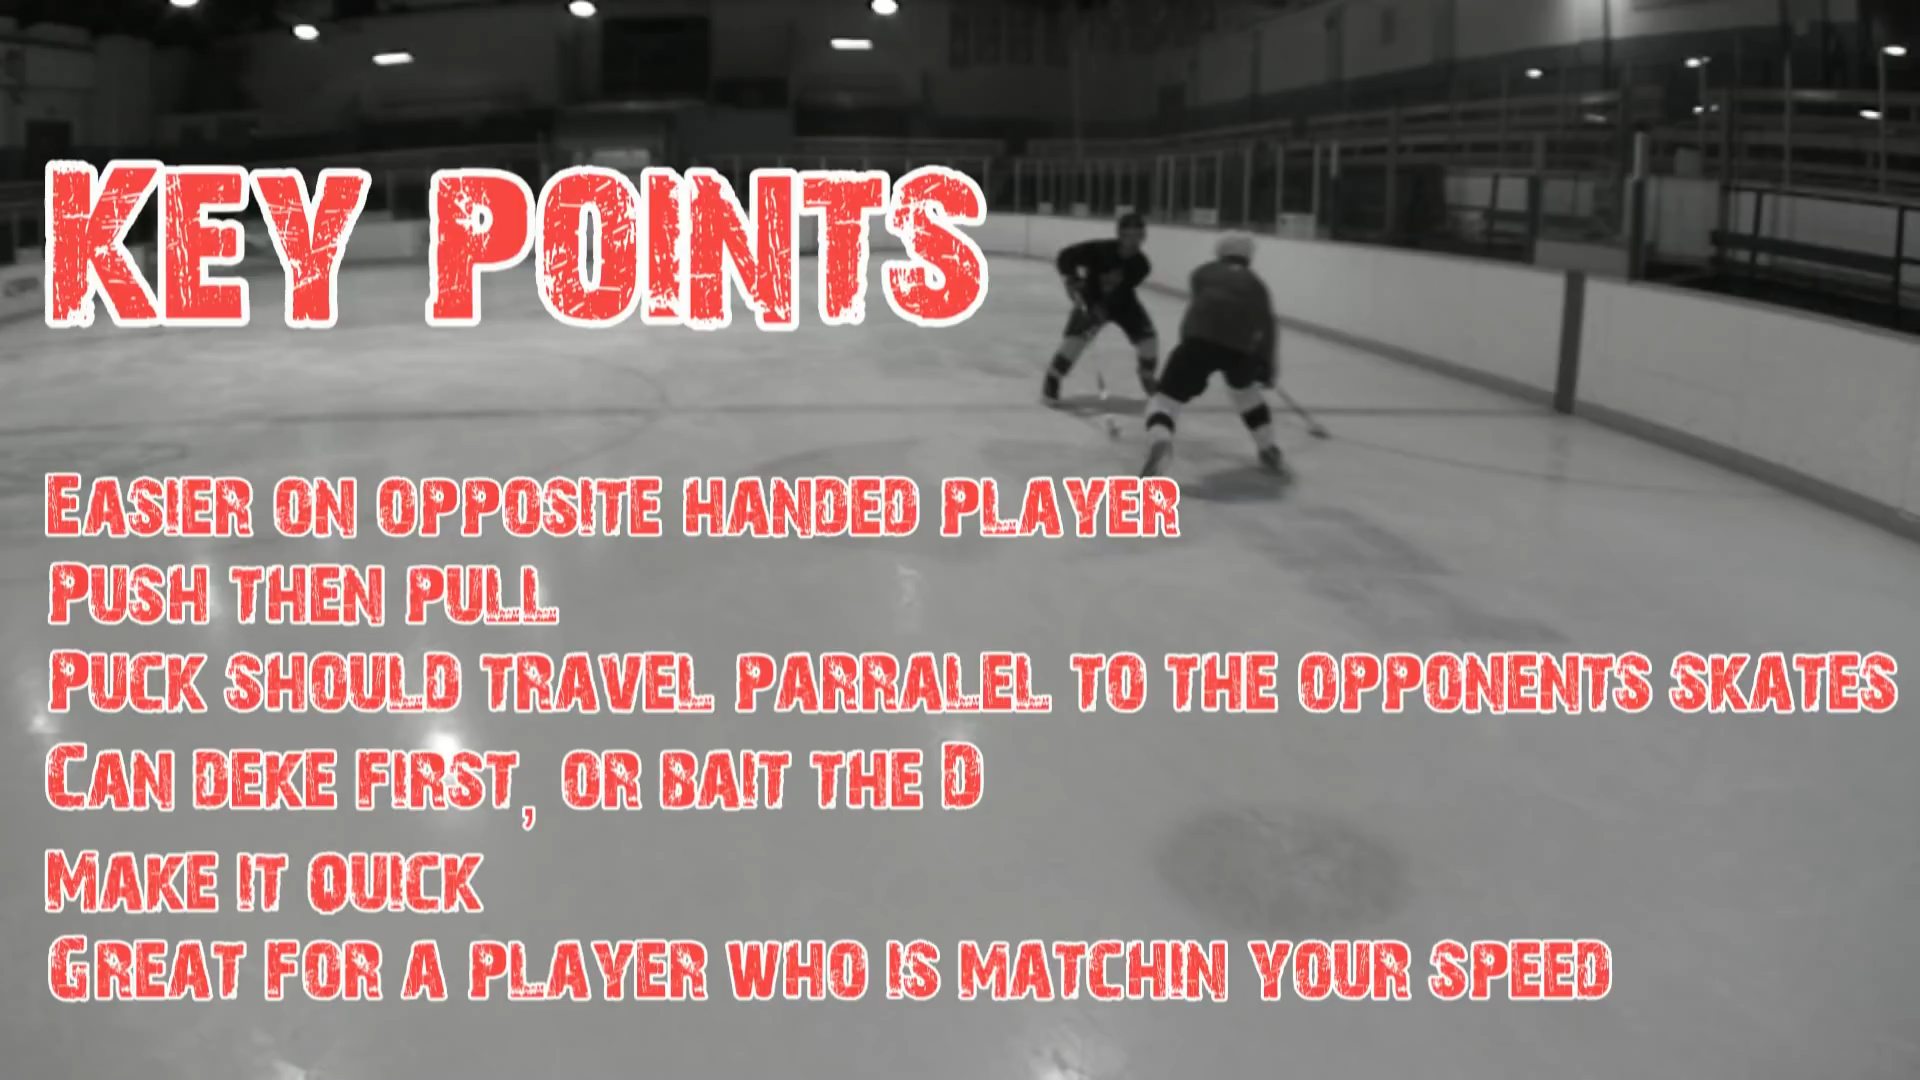 Key Points
Easier on opposite handed player
Push then pull
Puck should travel parralel to the opponents skates
Can deke first, or bait the D
Make it quick
Great for a player who is matchin your speed